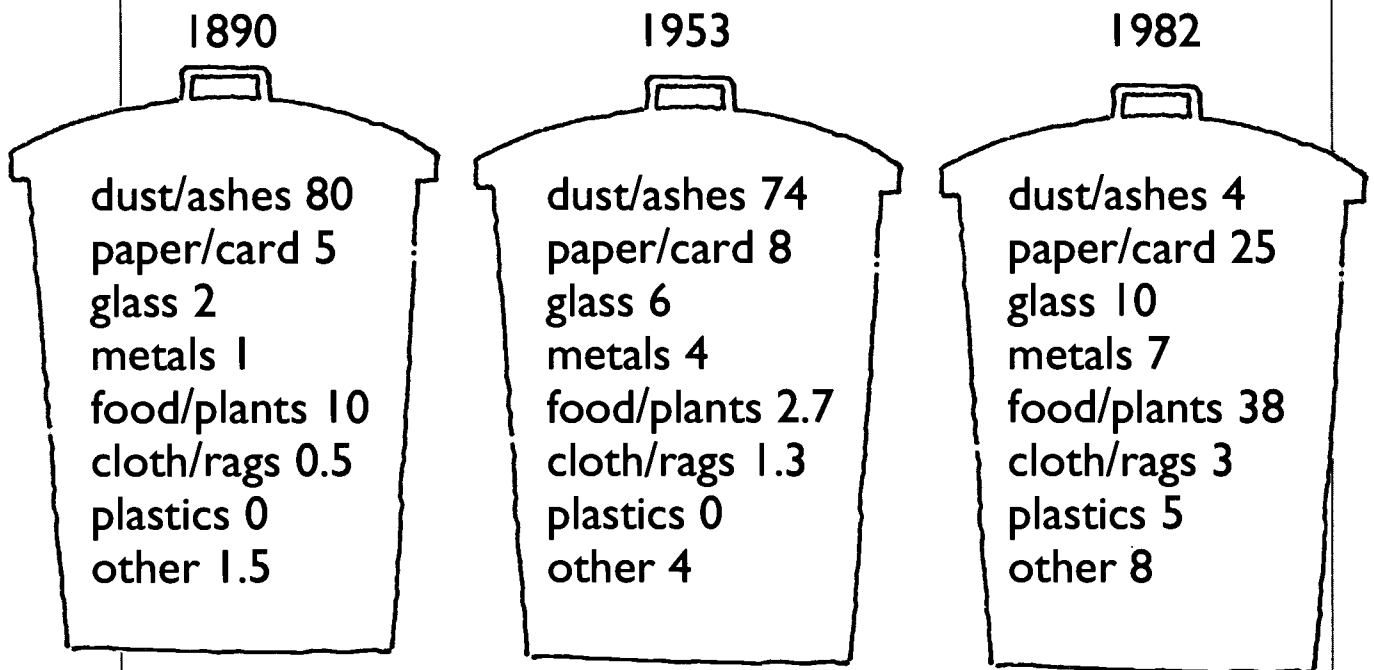 1890
dust/ashes 80
paper/card 5
glass 2
metals 1
food/plants 10
cloth/rags 0.5
plastics 0
other 1.5
1953
dust/ashes 74
paper/card 8
glass 6
metals 4
food/plants 2.7
cloth/rags 1.3
plastics 0
other 4
1982
dust/ashes 4
paper/card 25
glass 10
metals 7
food/plants 38
cloth/rags 3
plastics 5
other 8